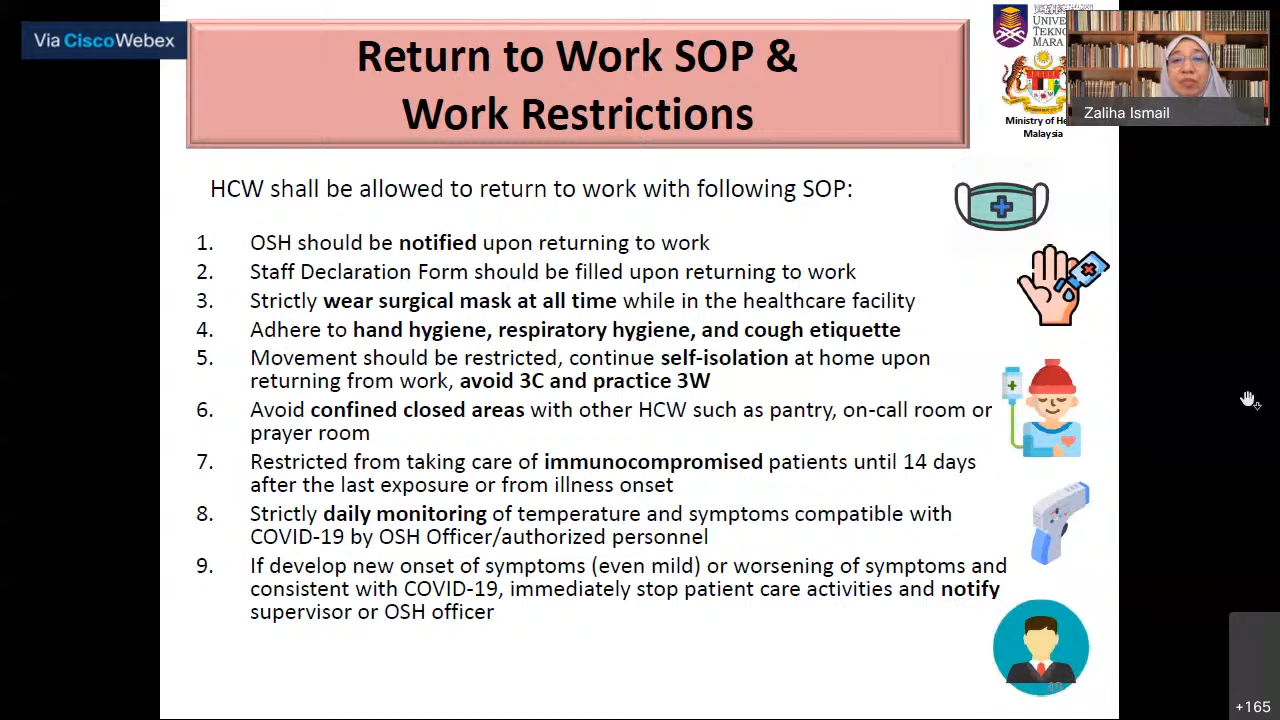 Via Cisco Webex
Return to Work SOP &
Work Restrictions
UNIVE
TEKNO
MARA
Ministry of He
Malaysia
Zaliha Ismail
HCW shall be allowed to return to work with following SOP:
1. OSH should be notified upon returning to work
2. Staff Declaration Form should be filled upon returning to work
3. Strictly wear surgical mask at all time while in the healthcare facility
4. Adhere to hand hygiene, respiratory hygiene, and cough etiquette
5. Movement should be restricted, continue self-isolation at home upon
returning from work, avoid 3C and practice 3W
6. Avoid confined closed areas with other HCW such as pantry, on-call room or
prayer room
7. Restricted from taking care of immunocompromised patients until 14 days
after the last exposure or from illness onset
8. Strictly daily monitoring of temperature and symptoms compatible with
COVID-19 by OSH Officer/authorized personnel
9. If develop new onset of symptoms (even mild) or worsening of symptoms and
consistent with COVID-19, immediately stop patient care activities and notify
supervisor or OSH officer
+165